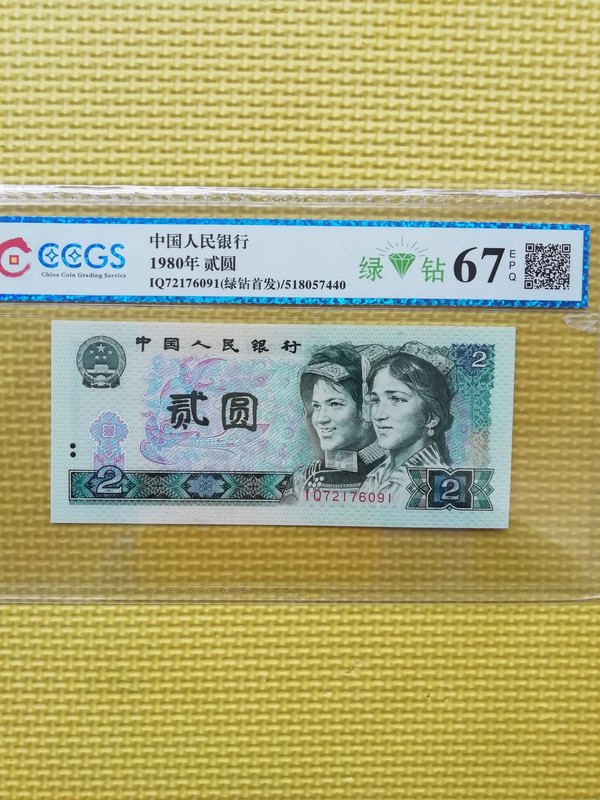 CCGS
China Coin Grading Service
中国人民银行
1980年 贰圆
IQ72176091(绿钻首发)/518057440
绿钻
67
EPQ
中国人民银行
2
贰圆
2
IQ72176091
2